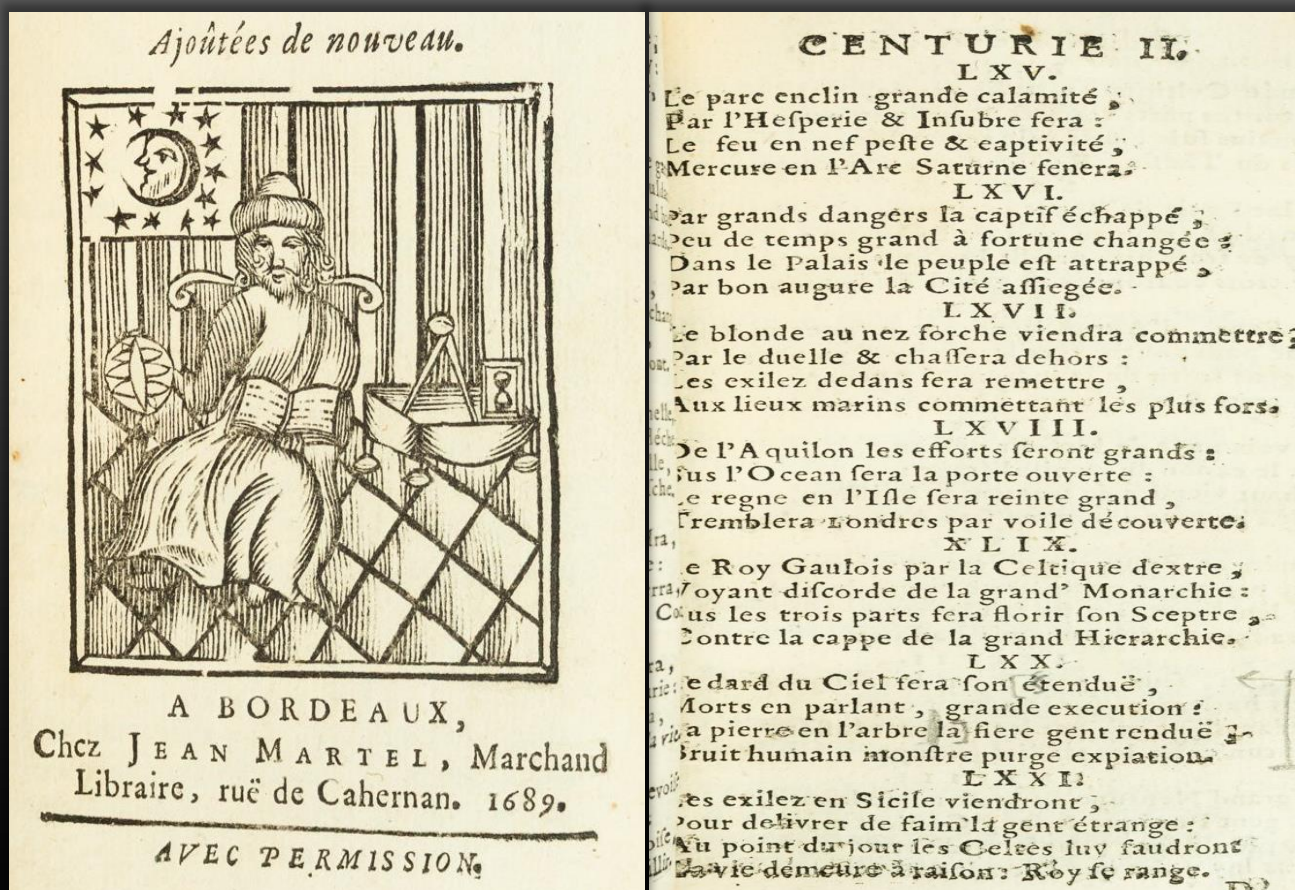 Ajoûtées de nouveau.
A BORDEAUX,
Chez JEAN MARTEL, Marchand
Libraire, ruë de Cahernan. 1689.
AVEC PERMISSION.
CENTURIE II.
LXV.
Le parc enclin grande calamité ,
Par l'Heſperie & Inſubre fera :
Le feu en nef peſte & eaptivité ,
Mercure en l'Arc Saturne fenera.
LXVI.
Par grands dangers la captif échappé ;
Peu de temps grand à fortune changée :
Dans le Palais le peuple eſt attrappé ,
Par bon augure la Cité aſſiegée.
LXVII.
Le blonde au nez forche viendra commettre ;
Par le duelle & chaſſera dehors :
Les exilez dedans fera remettre ,
Aux lieux marins commettant les plus fors.
LXVIII.
De l'Aquilon les efforts ſeront grands :
Sus l'Ocean ſera la porte ouverte :
Le regne en l'Iſle ſera reinte grand ,
Tremblera Londres par voile découverte.
XLIX.
Le Roy Gaulois par la Celtique dextre ;
Voyant diſcorde de la grand' Monarchie :
us les trois parts fera florir ſon Sceptre ,
Contre la cappe de la grand Hierarchie.
LXX.
Le dard du Ciel fera ſon étenduë ,
Morts en parlant , grande execution :
La pierre en l'arbre la fiere gent renduë ;
Bruit humain monſtre purge expiation.
LXXI.
Les exilez en Sicile viendront ,
Pour delivrer de faim la gent étrange :
Au point du jour les Celtes luy faudront
La vie demeure à raiſon : Roy ſe range.